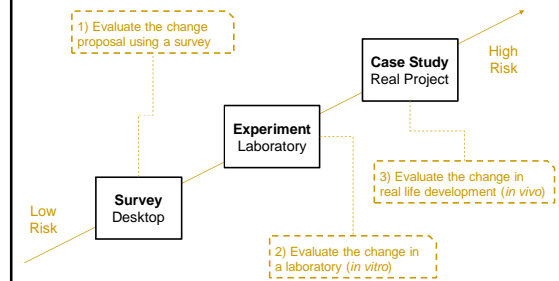 1) Evaluate the change
proposal using a survey
High
Risk
Case Study
Real Project
Experiment
Laboratory
3) Evaluate the change in
real life development (in vivo)
Survey
Desktop
Low
Risk
2) Evaluate the change in
a laboratory (in vitro)